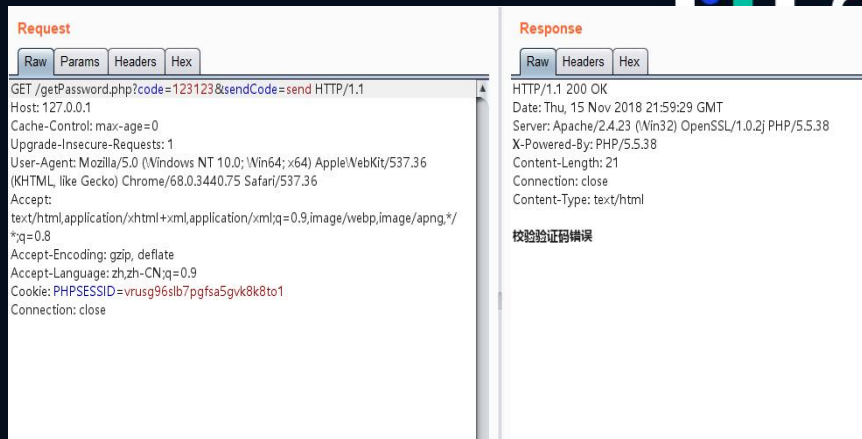 Request
Raw Params Headers Hex
GET /getPassword.php?code=123123&sendCode=send HTTP/1.1
Host: 127.0.0.1
Cache-Control: max-age=0
Upgrade-Insecure-Requests: 1
User-Agent: Mozilla/5.0 (Windows NT 10.0; Win64; x64) AppleWebKit/537.36
(KHTML, like Gecko) Chrome/68.0.3440.75 Safari/537.36
Accept:
text/html,application/xhtml+xml,application/xml;q=0.9,image/webp,image/apng,*/
*;q=0.8
Accept-Encoding: gzip, deflate
Accept-Language: zh,zh-CN;q=0.9
Cookie: PHPSESSID=vrusg96slb7pgfsa5gvk8k8to1
Connection: close
Response
Raw Headers Hex
HTTP/1.1 200 OK
Date: Thu, 15 Nov 2018 21:59:29 GMT
Server: Apache/2.4.23 (Win32) OpenSSL/1.0.2j PHP/5.5.38
X-Powered-By: PHP/5.5.38
Content-Length: 21
Connection: close
Content-Type: text/html
校验验证码错误